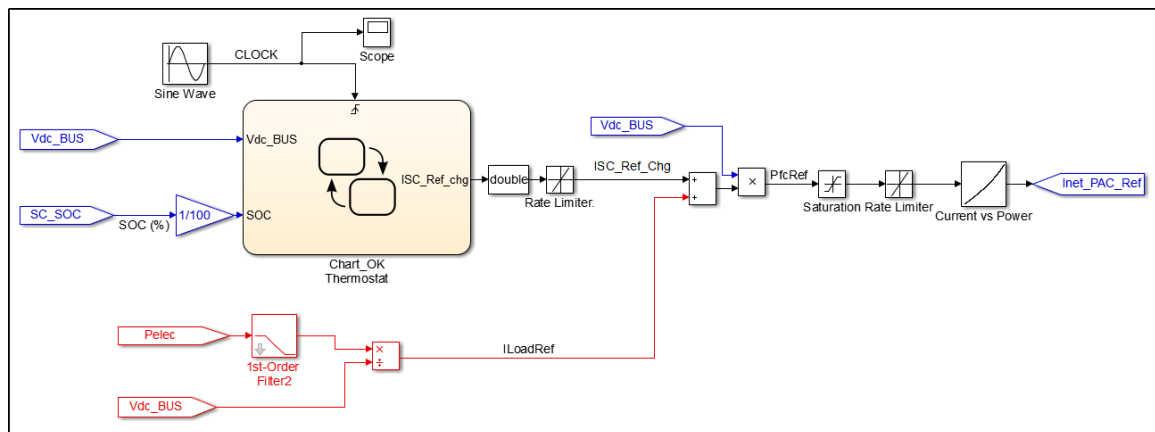 CLOCK
Scope
Sine Wave
Vdc_BUS
Vdc_BUS
Vdc_BUS
ISC_Ref_chg
double
Rate Limiter.
ISC_Ref_Chg
+
+
×
PfcRef
Saturation
Rate Limiter
Current vs Power
Inet_PAC_Ref
SC_SOC
SOC (%)
1/100
SOC
Chart_OK
Thermostat
Pelec
1st-Order
Filter2
×
÷
ILoadRef
Vdc_BUS